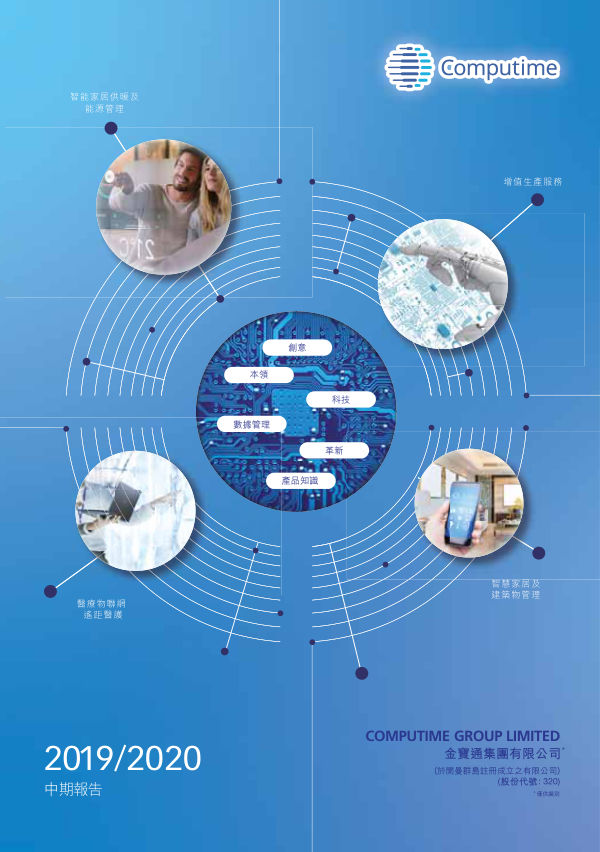 Computime
智能家居供暖及
能源管理
增值生產服務
21°C
創意
本領
科技
數據管理
革新
產品知識
醫療物聯網
遙距醫護
智慧家居及
建築物管理
2019/2020
中期報告
COMPUTIME GROUP LIMITED
金寶通集團有限公司*
(於開曼群島註冊成立之有限公司)
(股份代號: 320)
* 僅供識別